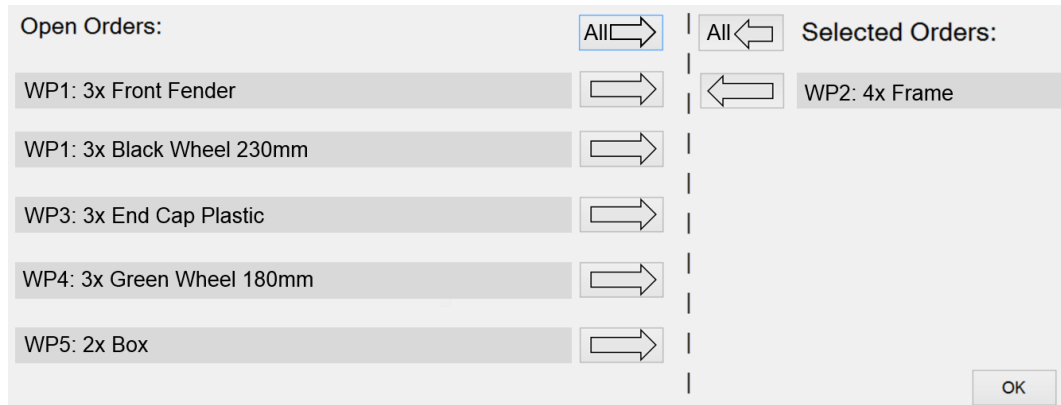 Open Orders:
All
All
Selected Orders:
WP1: 3x Front Fender
WP2: 4x Frame
WP1: 3x Black Wheel 230mm
WP3: 3x End Cap Plastic
WP4: 3x Green Wheel 180mm
WP5: 2x Box
OK